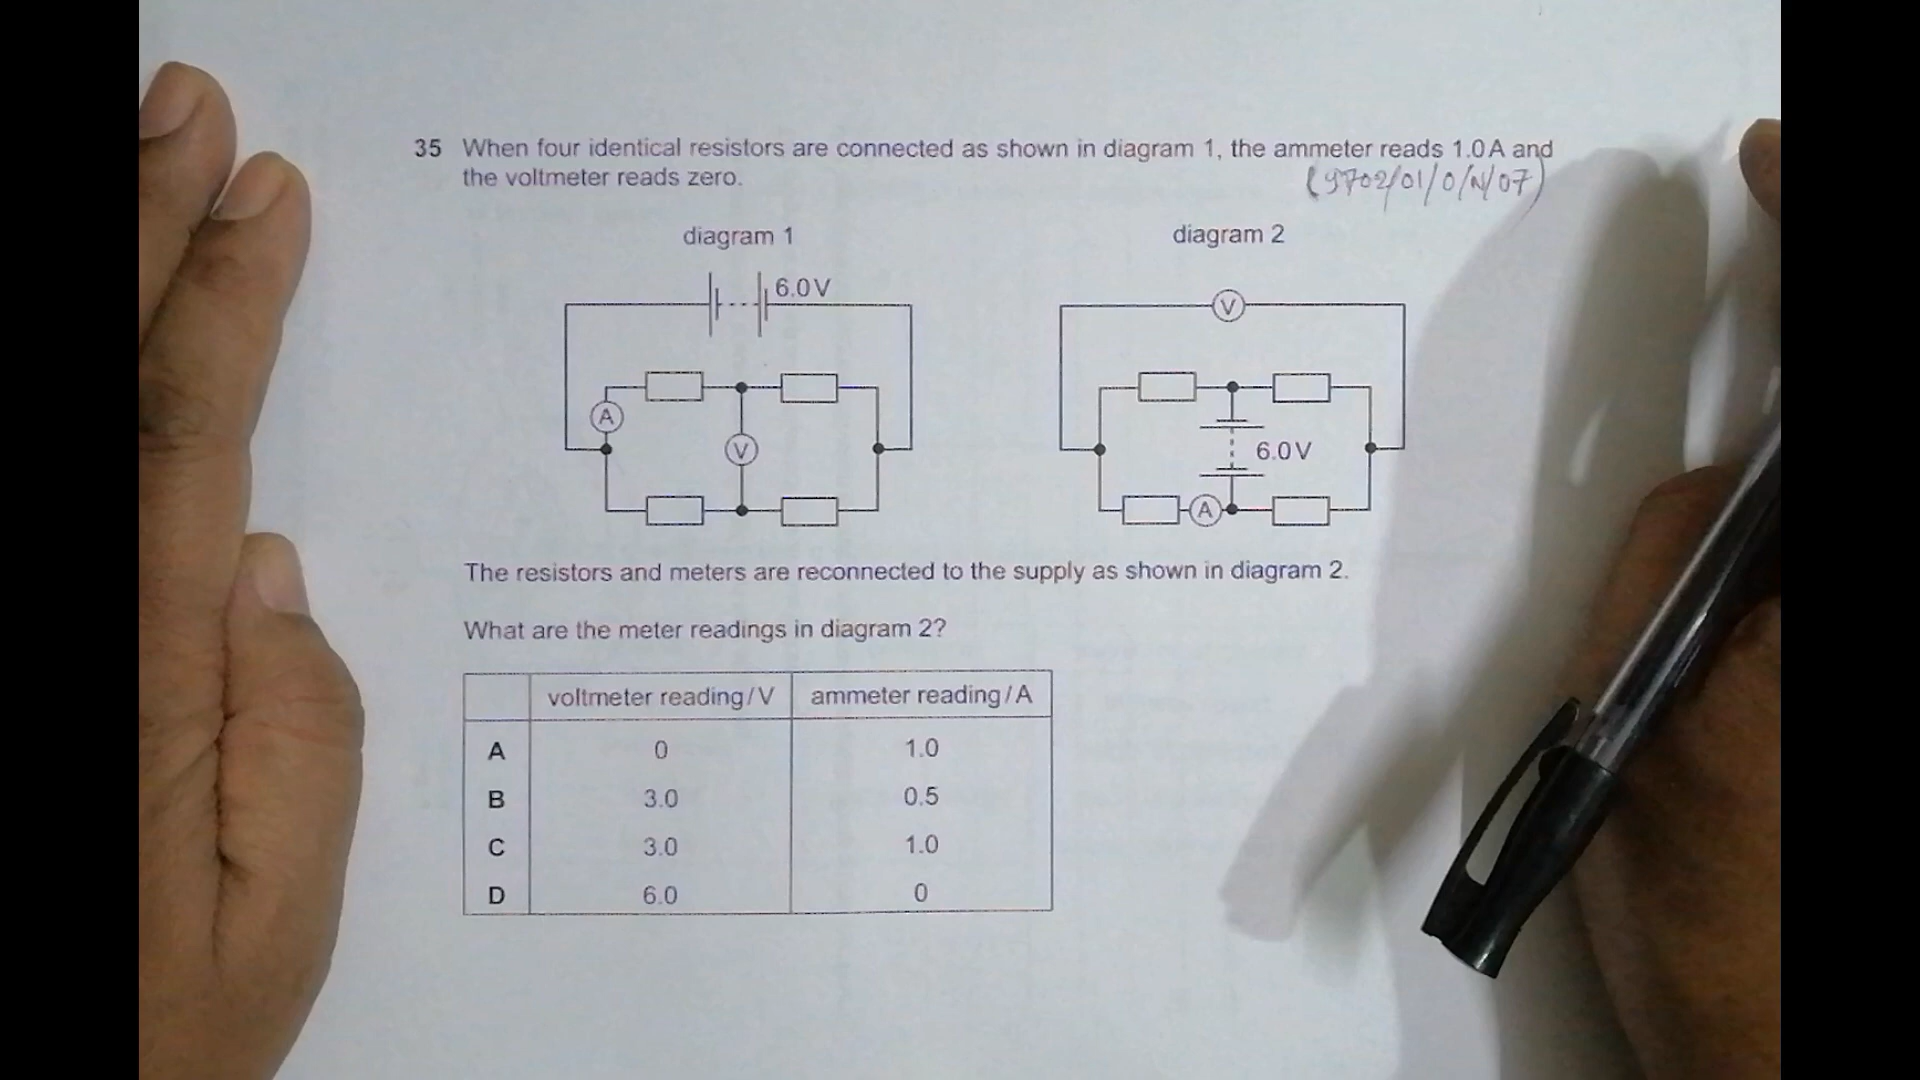 35 When four identical resistors are connected as shown in diagram 1, the ammeter reads 1.0 A and
the voltmeter reads zero.
(9702/01/O/N/07)
diagram 1
diagram 2
6.0 V
V
A
V
6.0 V
A
The resistors and meters are reconnected to the supply as shown in diagram 2.
What are the meter readings in diagram 2?
voltmeter reading/V ammeter reading/A
A 0 1.0
B 3.0 0.5
C 3.0 1.0
D 6.0 0